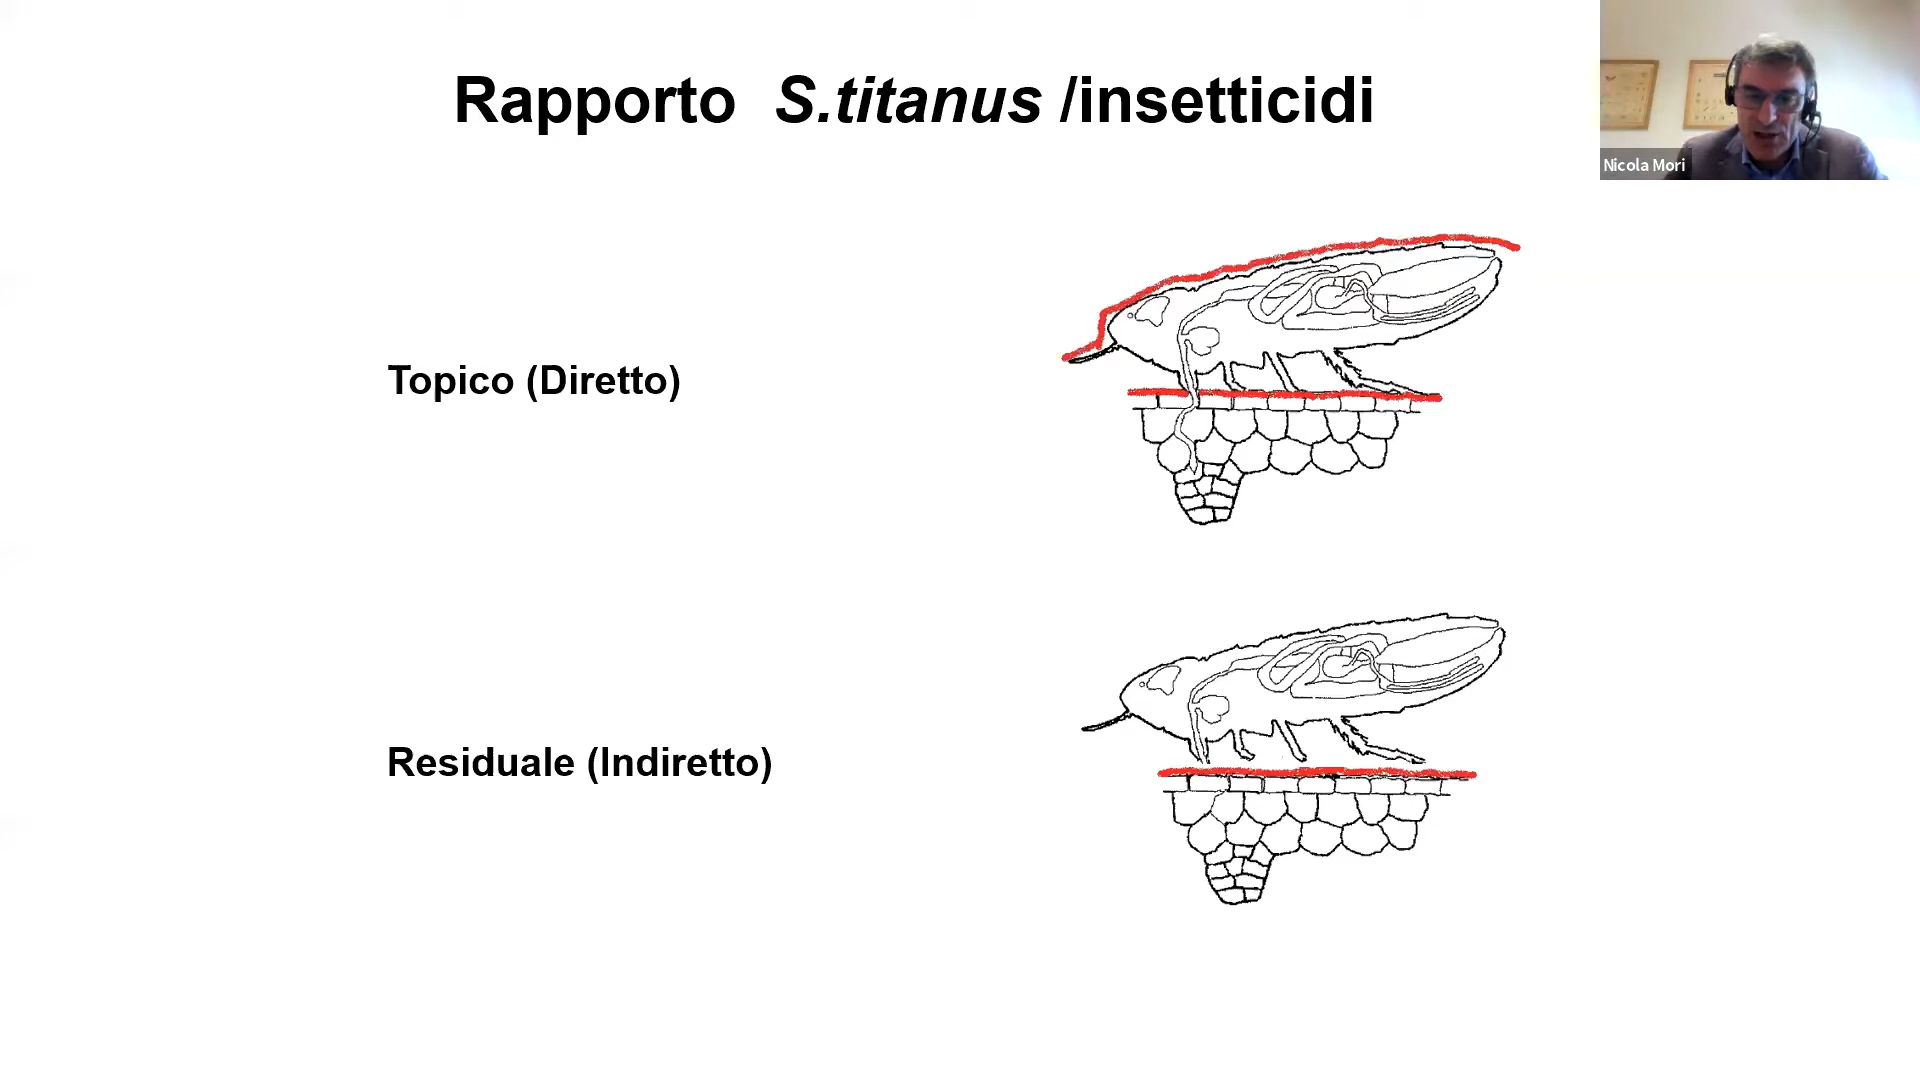 Rapporto S.titanus /insetticidi
Nicola Mori
Topico (Diretto)
Residuale (Indiretto)